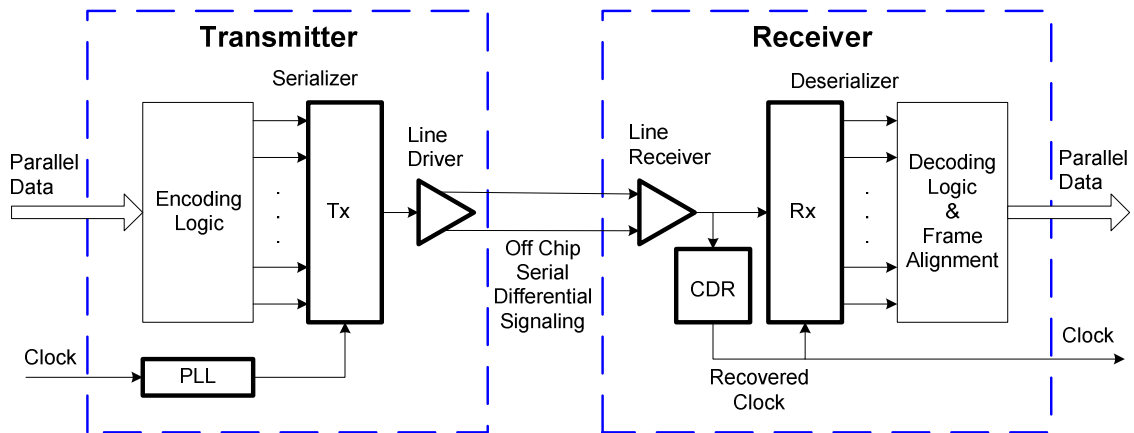 Transmitter
Receiver
Serializer
Deserializer
Parallel
Data
Encoding
Logic
Tx
Line
Driver
Line
Receiver
Rx
Decoding
Logic
&
Frame
Alignment
Parallel
Data
Off Chip
Serial
Differential
Signaling
CDR
Clock
PLL
Recovered
Clock
Clock